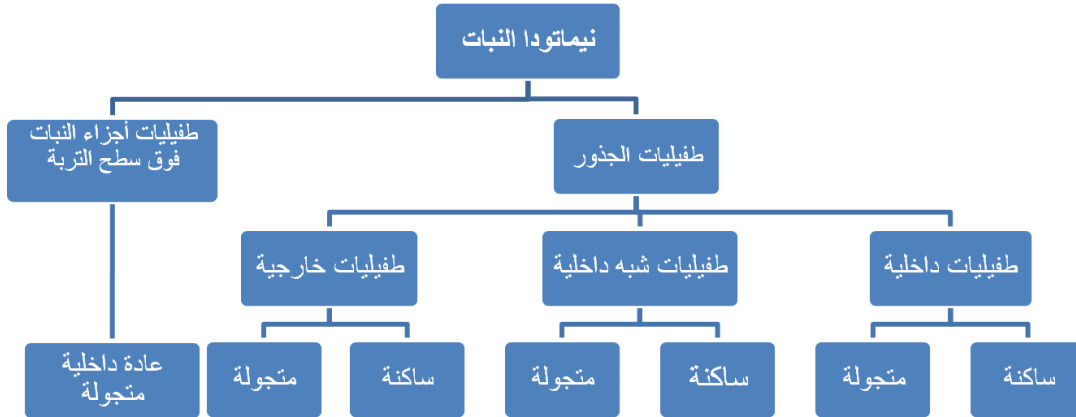 نيماتودا النبات
طفيليات الجذور
طفيليات أجزاء النبات
فوق سطح التربة
طفيليات داخلية
طفيليات شبه داخلية
طفيليات خارجية
ساكنة
متجولة
ساكنة
متجولة
ساكنة
متجولة
عادة داخلية
متجولة